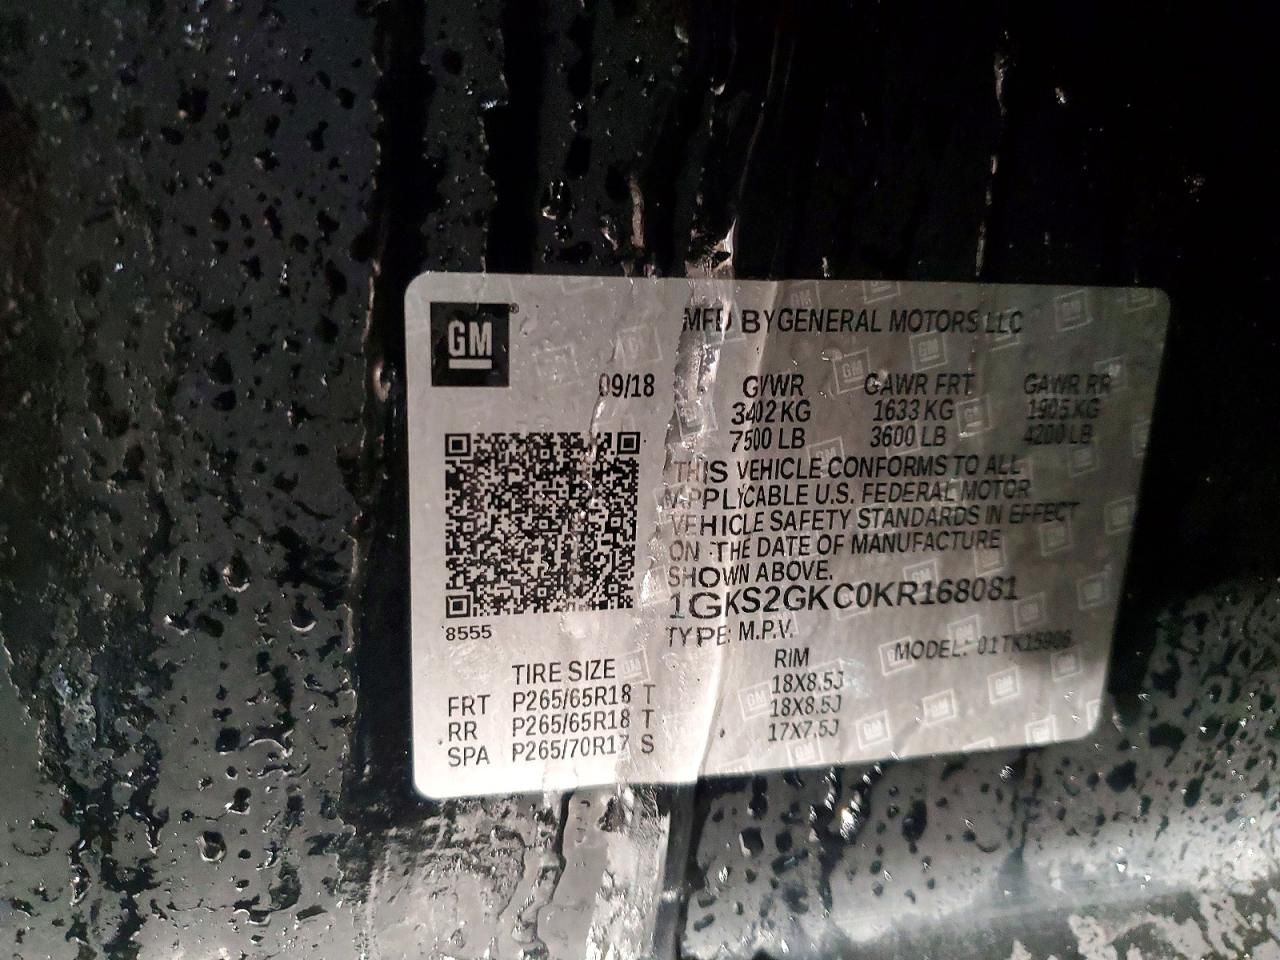 GM
MFD BY GENERAL MOTORS LLC
09/18 GVWR GAWR FRT GAWR RR
3402 KG 1633 KG 1905 KG
7500 LB 3600 LB 4200 LB
THIS VEHICLE CONFORMS TO ALL
APPLICABLE U.S. FEDERAL MOTOR
VEHICLE SAFETY STANDARDS IN EFFECT
ON THE DATE OF MANUFACTURE
SHOWN ABOVE.
1GKS2GKC0KR168081
8555 TYPE: M.P.V.
MODEL: 01TK15906
TIRE SIZE RIM
FRT P265/65R18 T 18X8.5J
RR P265/65R18 T 18X8.5J
SPA P265/70R17 S 17X7.5J